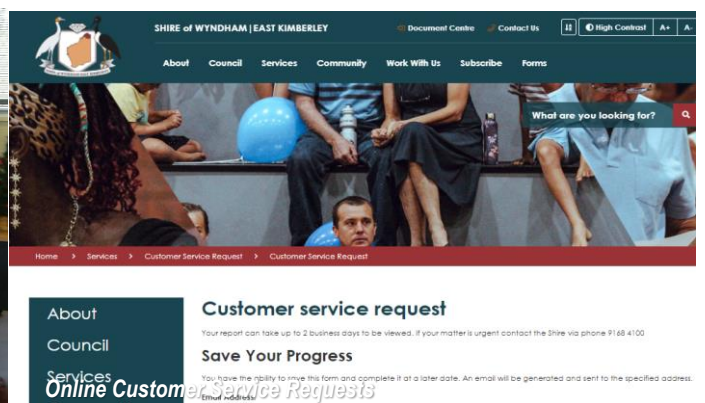 SHIRE of WYNDHAM | EAST KIMBERLEY
Document Centre Contact Us High Contrast A+ A-
About Council Services Community Work With Us Subscribe Forms
What are you looking for?
Home > Services > Customer Service Request > Customer Service Request
About
Council
Services
Customer service request
Your report can take up to 2 business days to be viewed. If your matter is urgent contact the Shire via phone 9168 4100
Save Your Progress
You have the ability to save this form and complete it at a later date. An email will be generated and sent to the specified address.
Email Address
Online Customer Service Requests